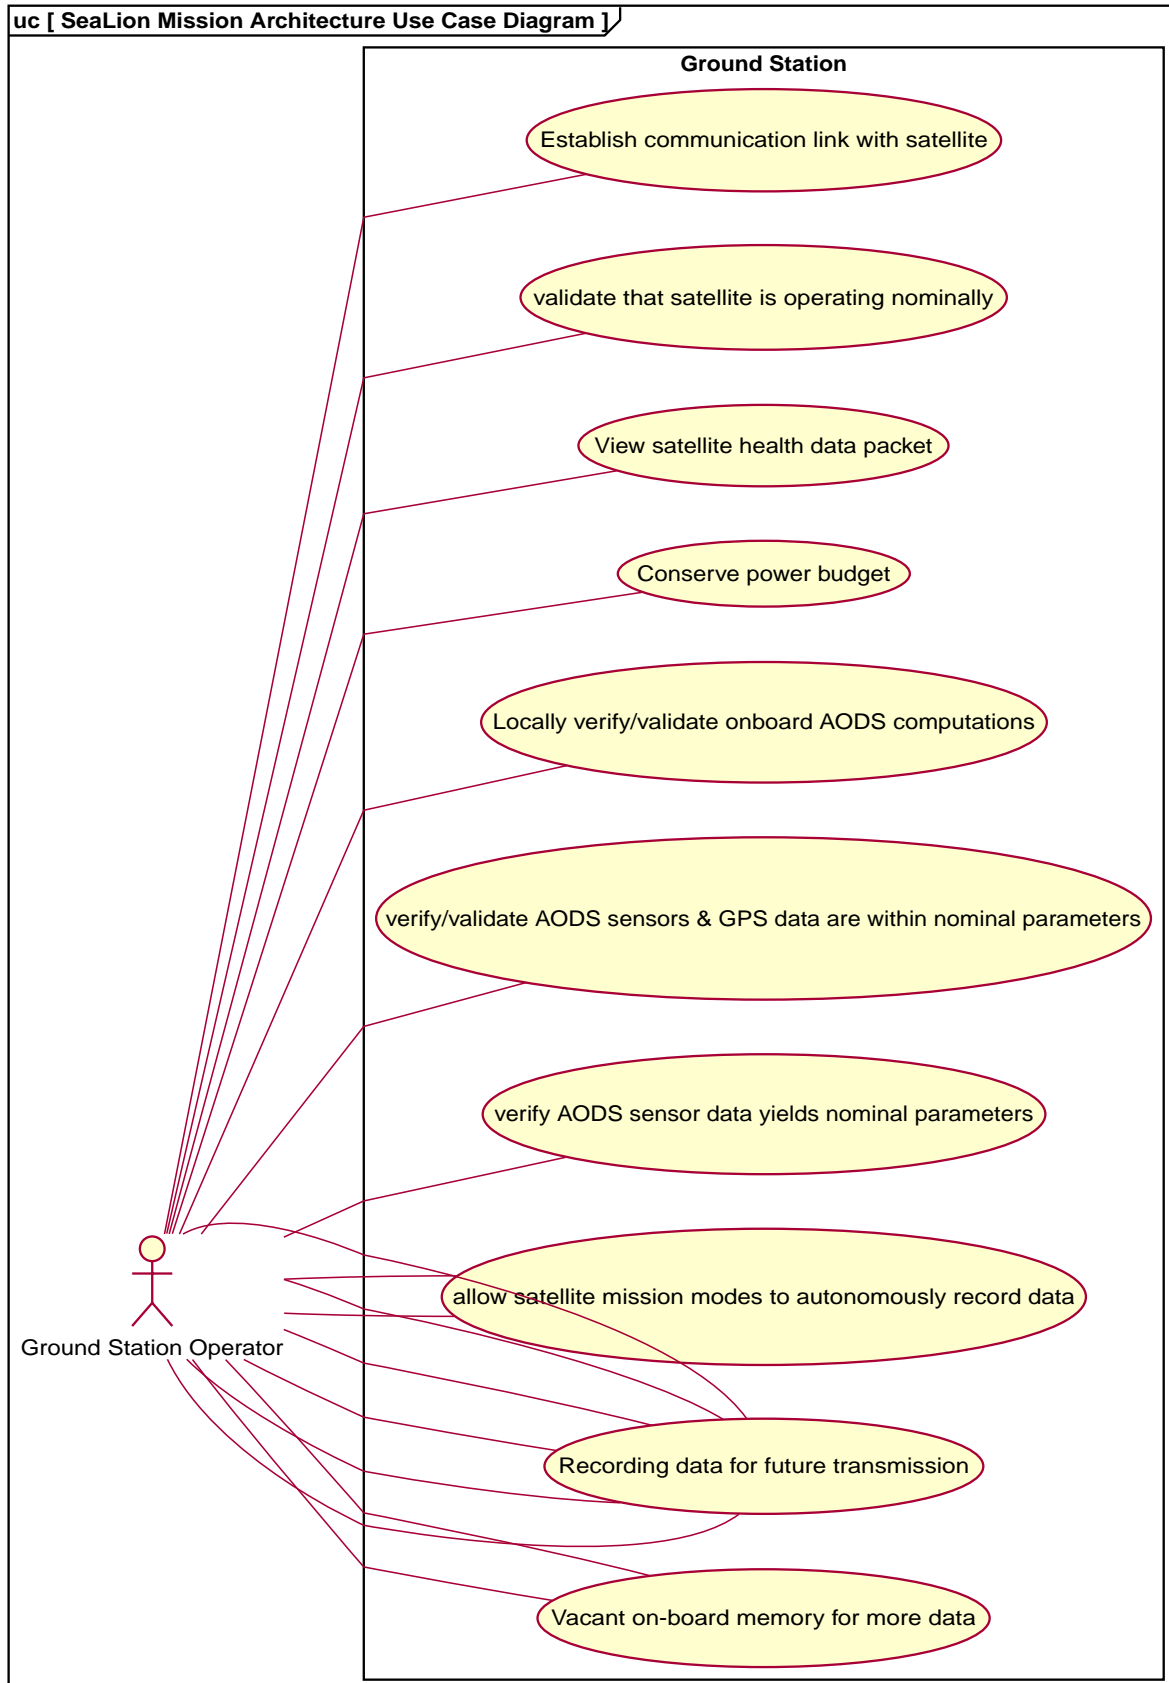 uc [ SeaLion Mission Architecture Use Case Diagram ]
Ground Station
Establish communication link with satellite
validate that satellite is operating nominally
View satellite health data packet
Conserve power budget
Locally verify/validate onboard AODS computations
verify/validate AODS sensors & GPS data are within nominal parameters
verify AODS sensor data yields nominal parameters
allow satellite mission modes to autonomously record data
Ground Station Operator
Recording data for future transmission
Vacant on-board memory for more data